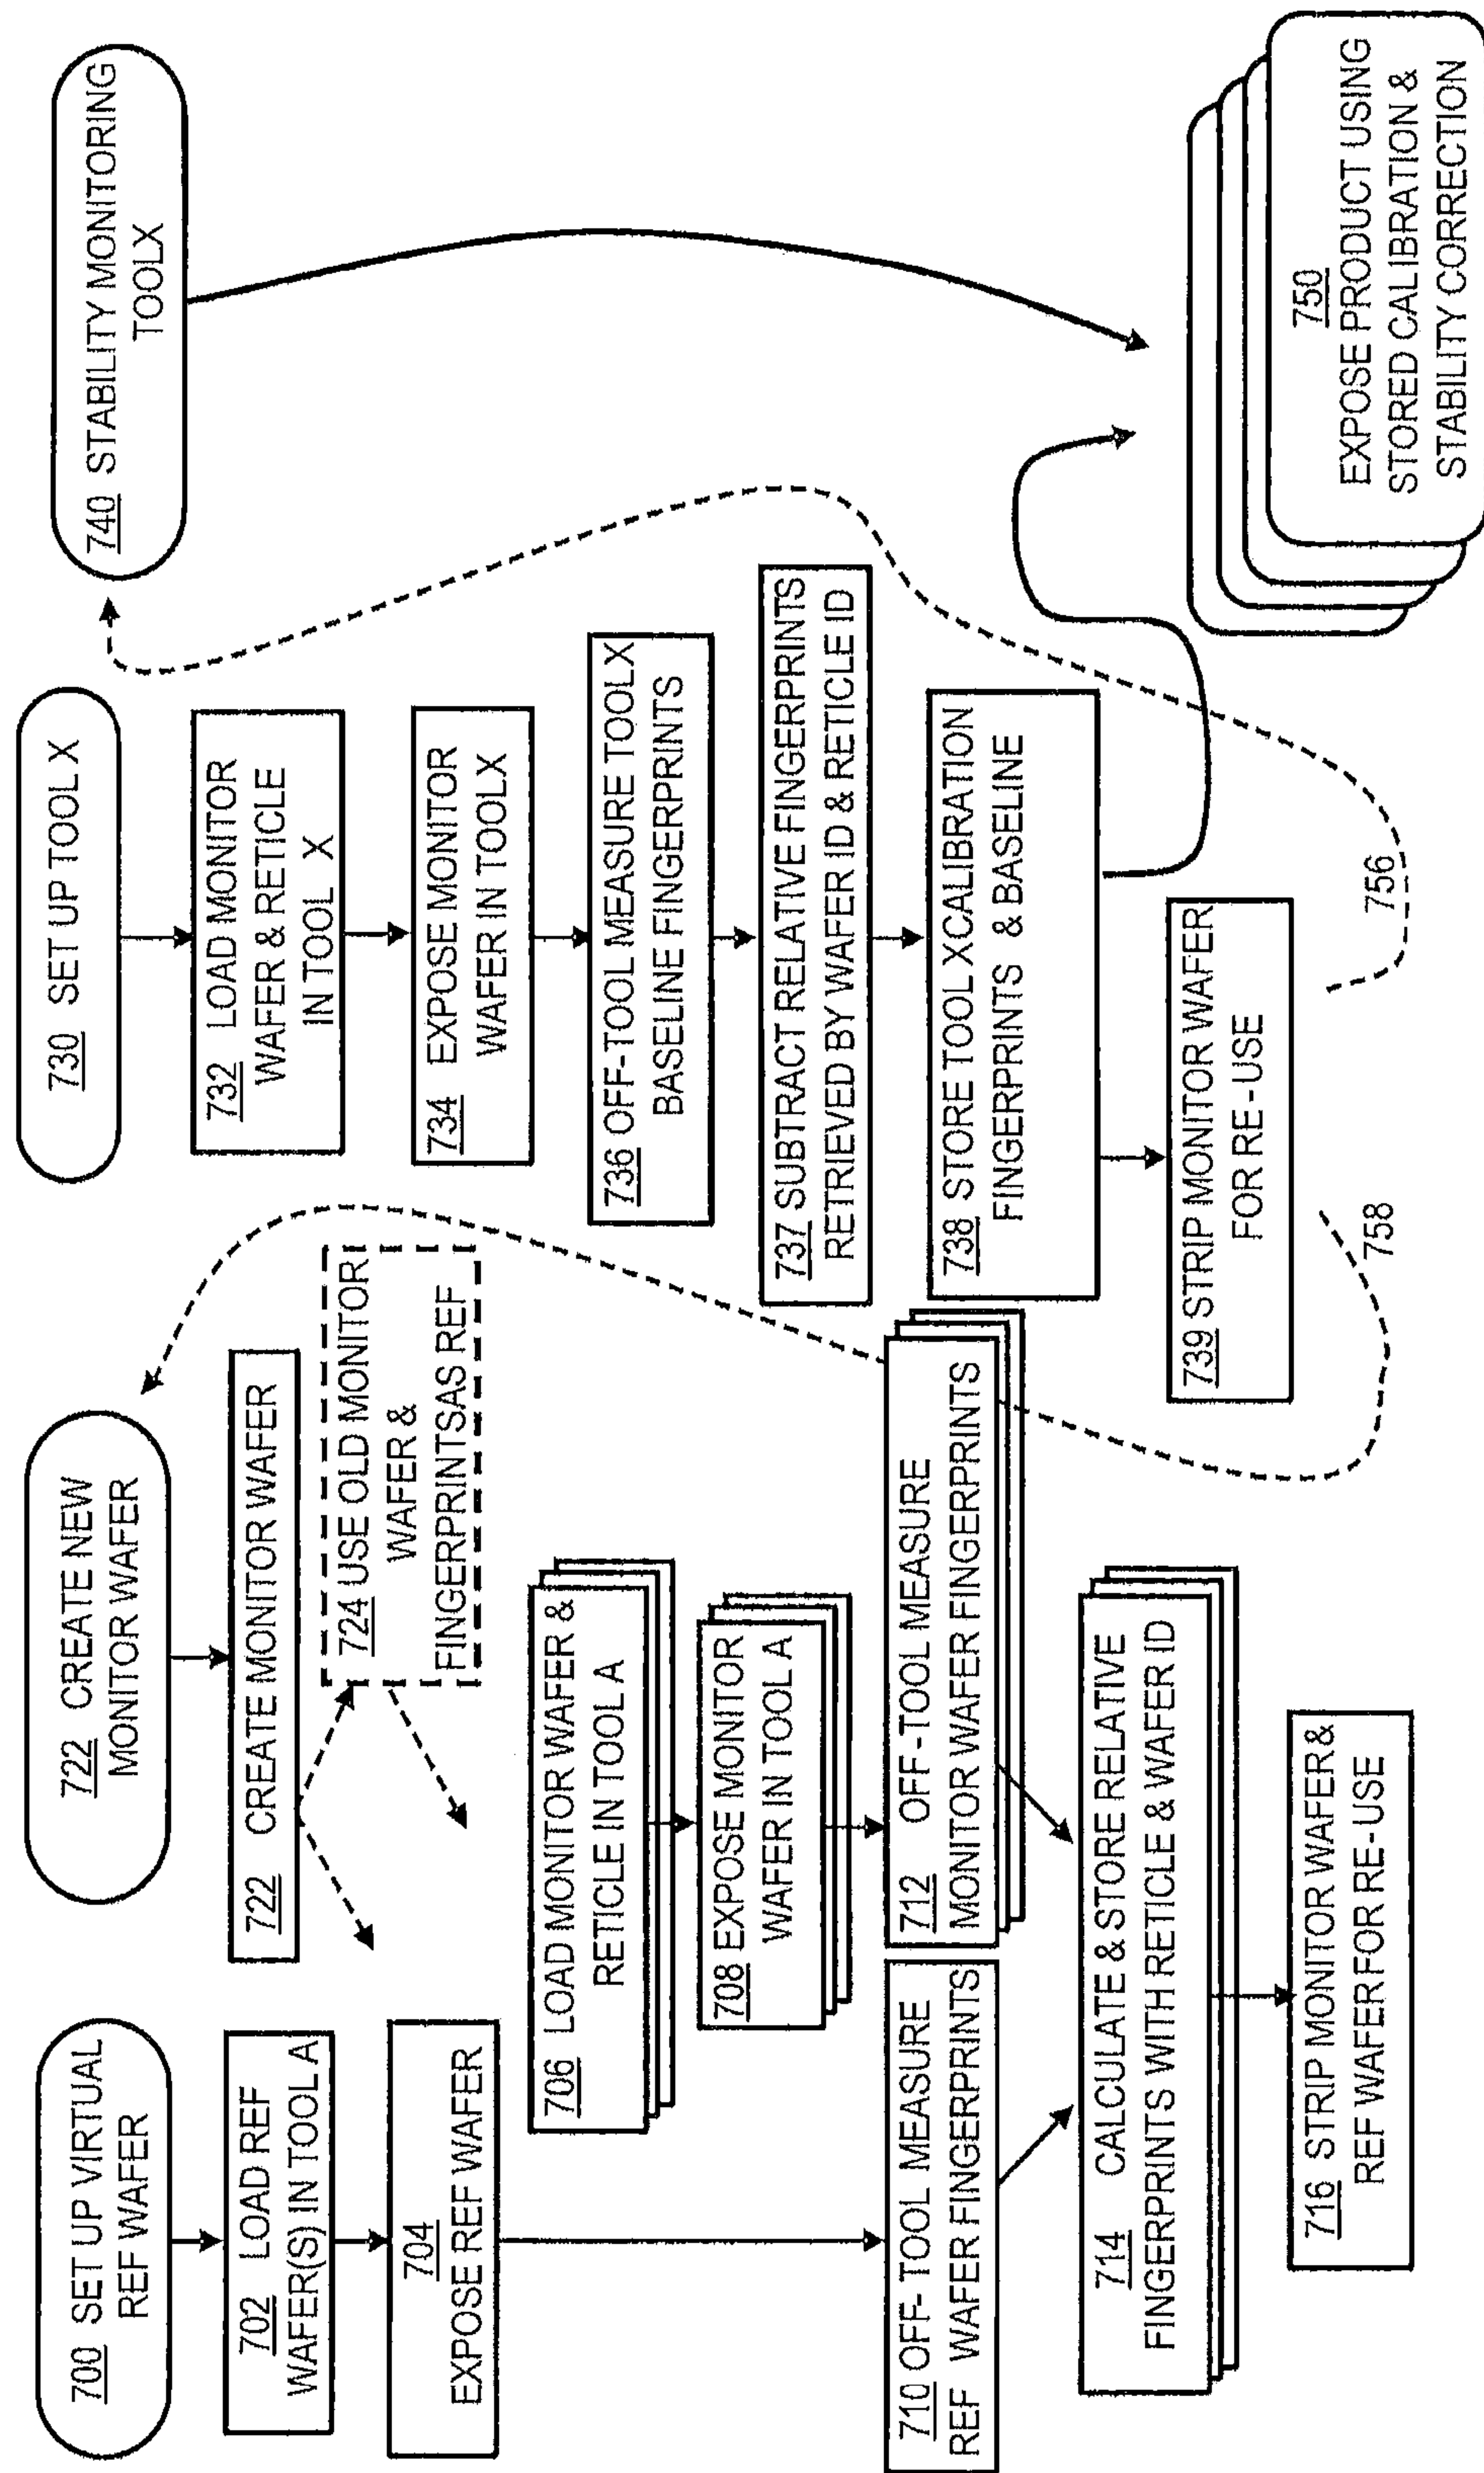 700 SET UP VIRTUAL
REF WAFER
702 LOAD REF
WAFER(S) IN TOOL A
704
EXPOSE REF WAFER
710 OFF- TOOL MEASURE
REF WAFER FINGERPRINTS
722 CREATE NEW
MONITOR WAFER
722 CREATE MONITOR WAFER
724 USE OLD MONITOR
WAFER &
FINGERPRINTSAS REF
706 LOAD MONITOR WAFER &
RETICLE IN TOOL A
708 EXPOSE MONITOR
WAFER IN TOOL A
712 OFF-TOOL MEASURE
MONITOR WAFER FINGERPRINTS
714 CALCULATE & STORE RELATIVE
FINGERPRINTS WITH RETICLE & WAFER ID
716 STRIP MONITOR WAFER&
REF WAFERFOR RE-USE
730 SET UP TOOL X
732 LOAD MONITOR
WAFER & RETICLE
IN TOOL X
734 EXPOSE MONITOR
WAFER IN TOOLX
736 OFF-TOOL MEASURE TOOLX
BASELINE FINGERPRINTS
737 SUBTRACT RELATIVE FINGERPRINTS
RETRIEVED BY WAFER ID & RETICLE ID
738 STORE TOOL XCALIBRATION
FINGERPRINTS & BASELINE
739 STRIP MONITOR WAFER
FOR RE-USE
758
756
740 STABILITY MONITORING
TOOLX
750
EXPOSE PRODUCT USING
STORED CALIBRATION &
STABILITY CORRECTION